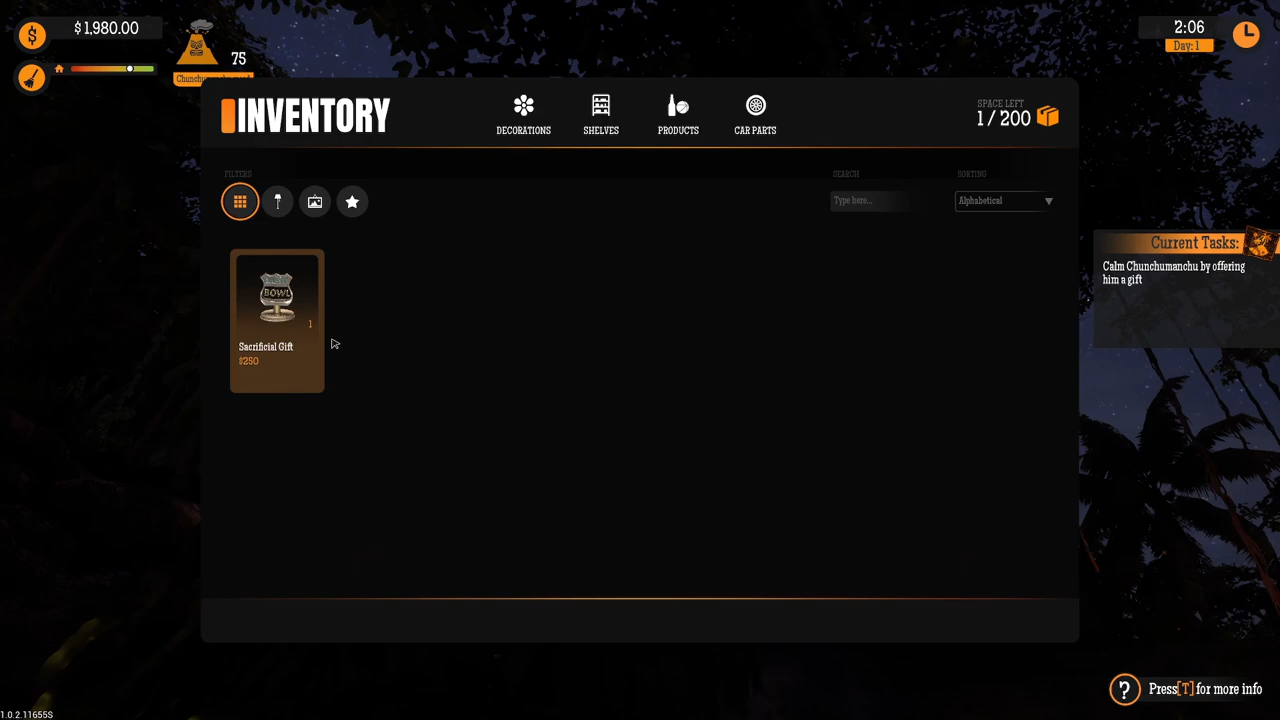 $ 1,980.00
75
2:06
Day: 1
INVENTORY
DECORATIONS
SHELVES
PRODUCTS
CAR PARTS
SPACE LEFT
1 / 200
FILTERS
SEARCH
SORTING
Type here...
Alphabetical
Current Tasks:
Calm Chunchumanchu by offering
him a gift
BOWL
1
Sacrificial Gift
$250
?
Press[T] for more info
1.0.2.11655S